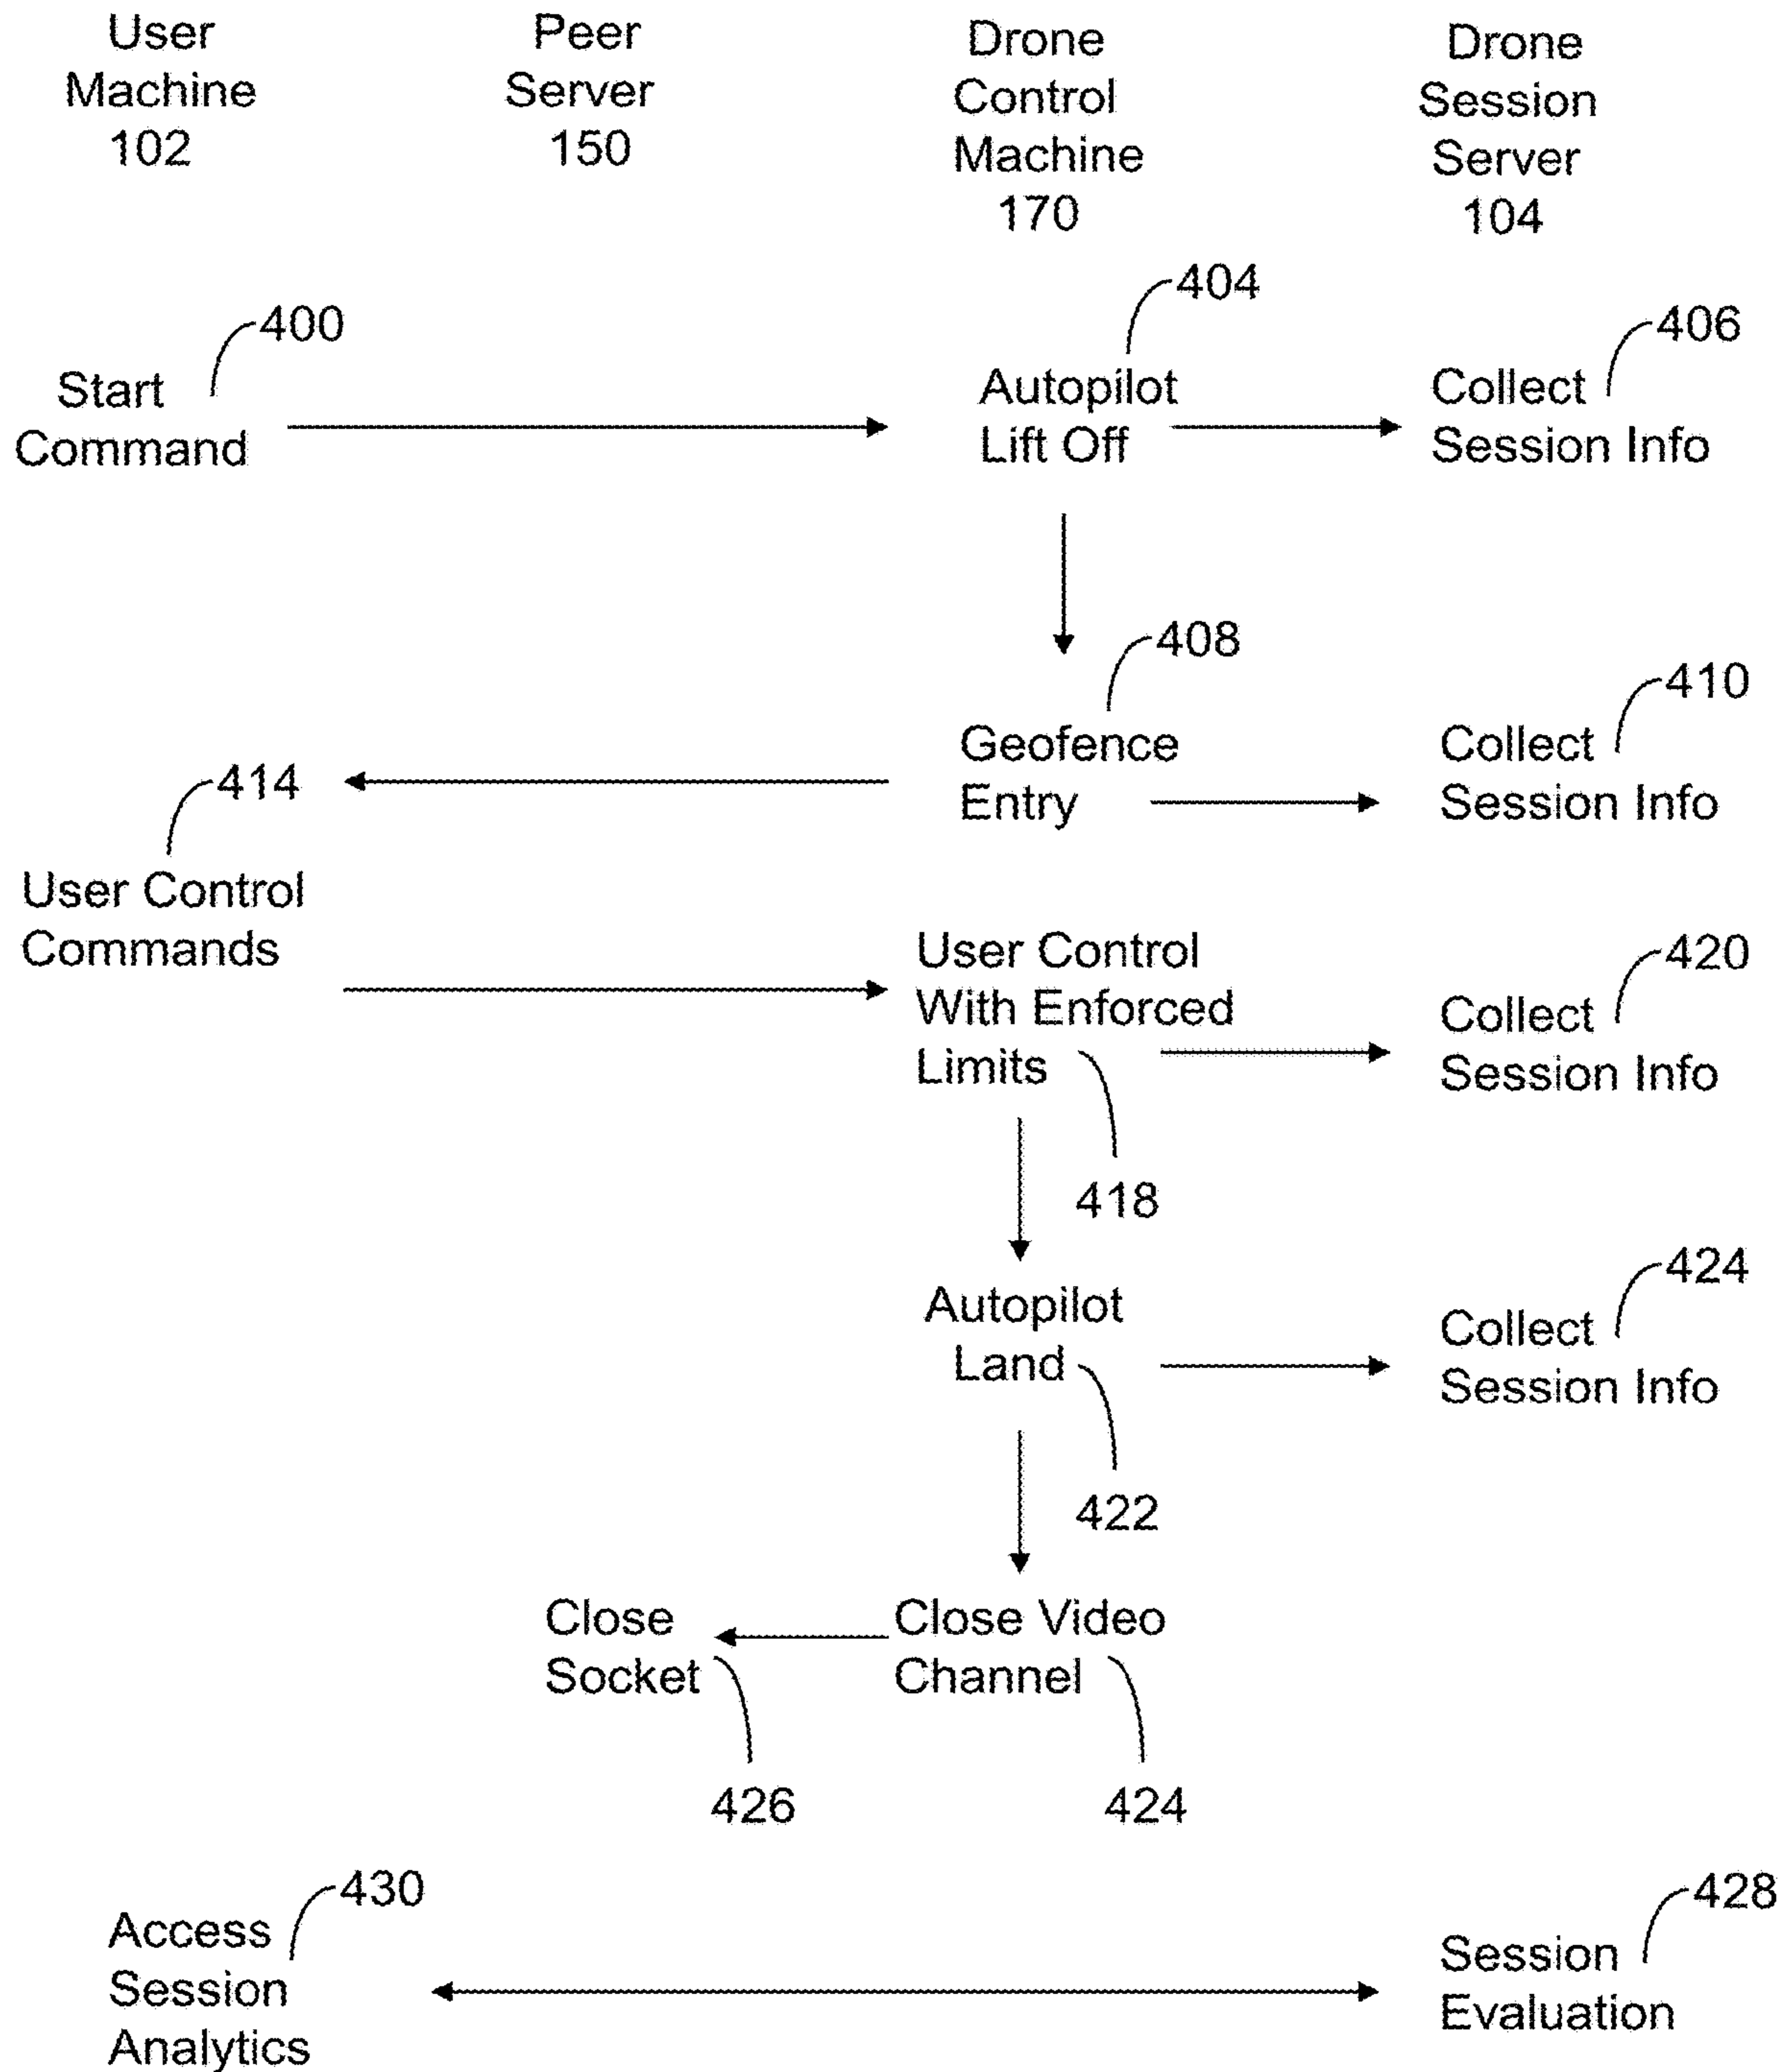 User
Machine
102
Peer
Server
150
Drone
Control
Machine
170
Drone
Session
Server
104
400
Start
Command
404
Autopilot
Lift Off
406
Collect
Session Info
408
Geofence
Entry
410
Collect
Session Info
414
User Control
Commands
User Control
With Enforced
Limits
418
420
Collect
Session Info
Autopilot
Land
422
424
Collect
Session Info
Close
Socket
426
Close Video
Channel
424
430
Access
Session
Analytics
428
Session
Evaluation